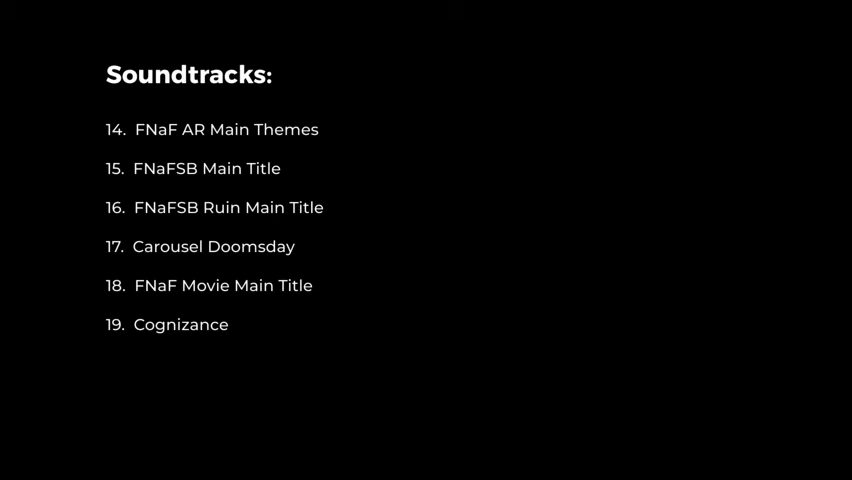 Soundtracks:
14. FNaF AR Main Themes
15. FNaFSB Main Title
16. FNaFSB Ruin Main Title
17. Carousel Doomsday
18. FNaF Movie Main Title
19. Cognizance